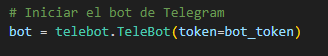 # Iniciar el bot de Telegram
bot = telebot.TeleBot(token=bot_token)